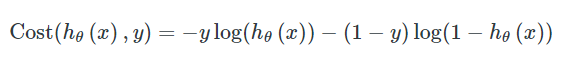 Cost(hθ (x) , y) = −y log(hθ (x)) − (1 − y) log(1 − hθ (x))